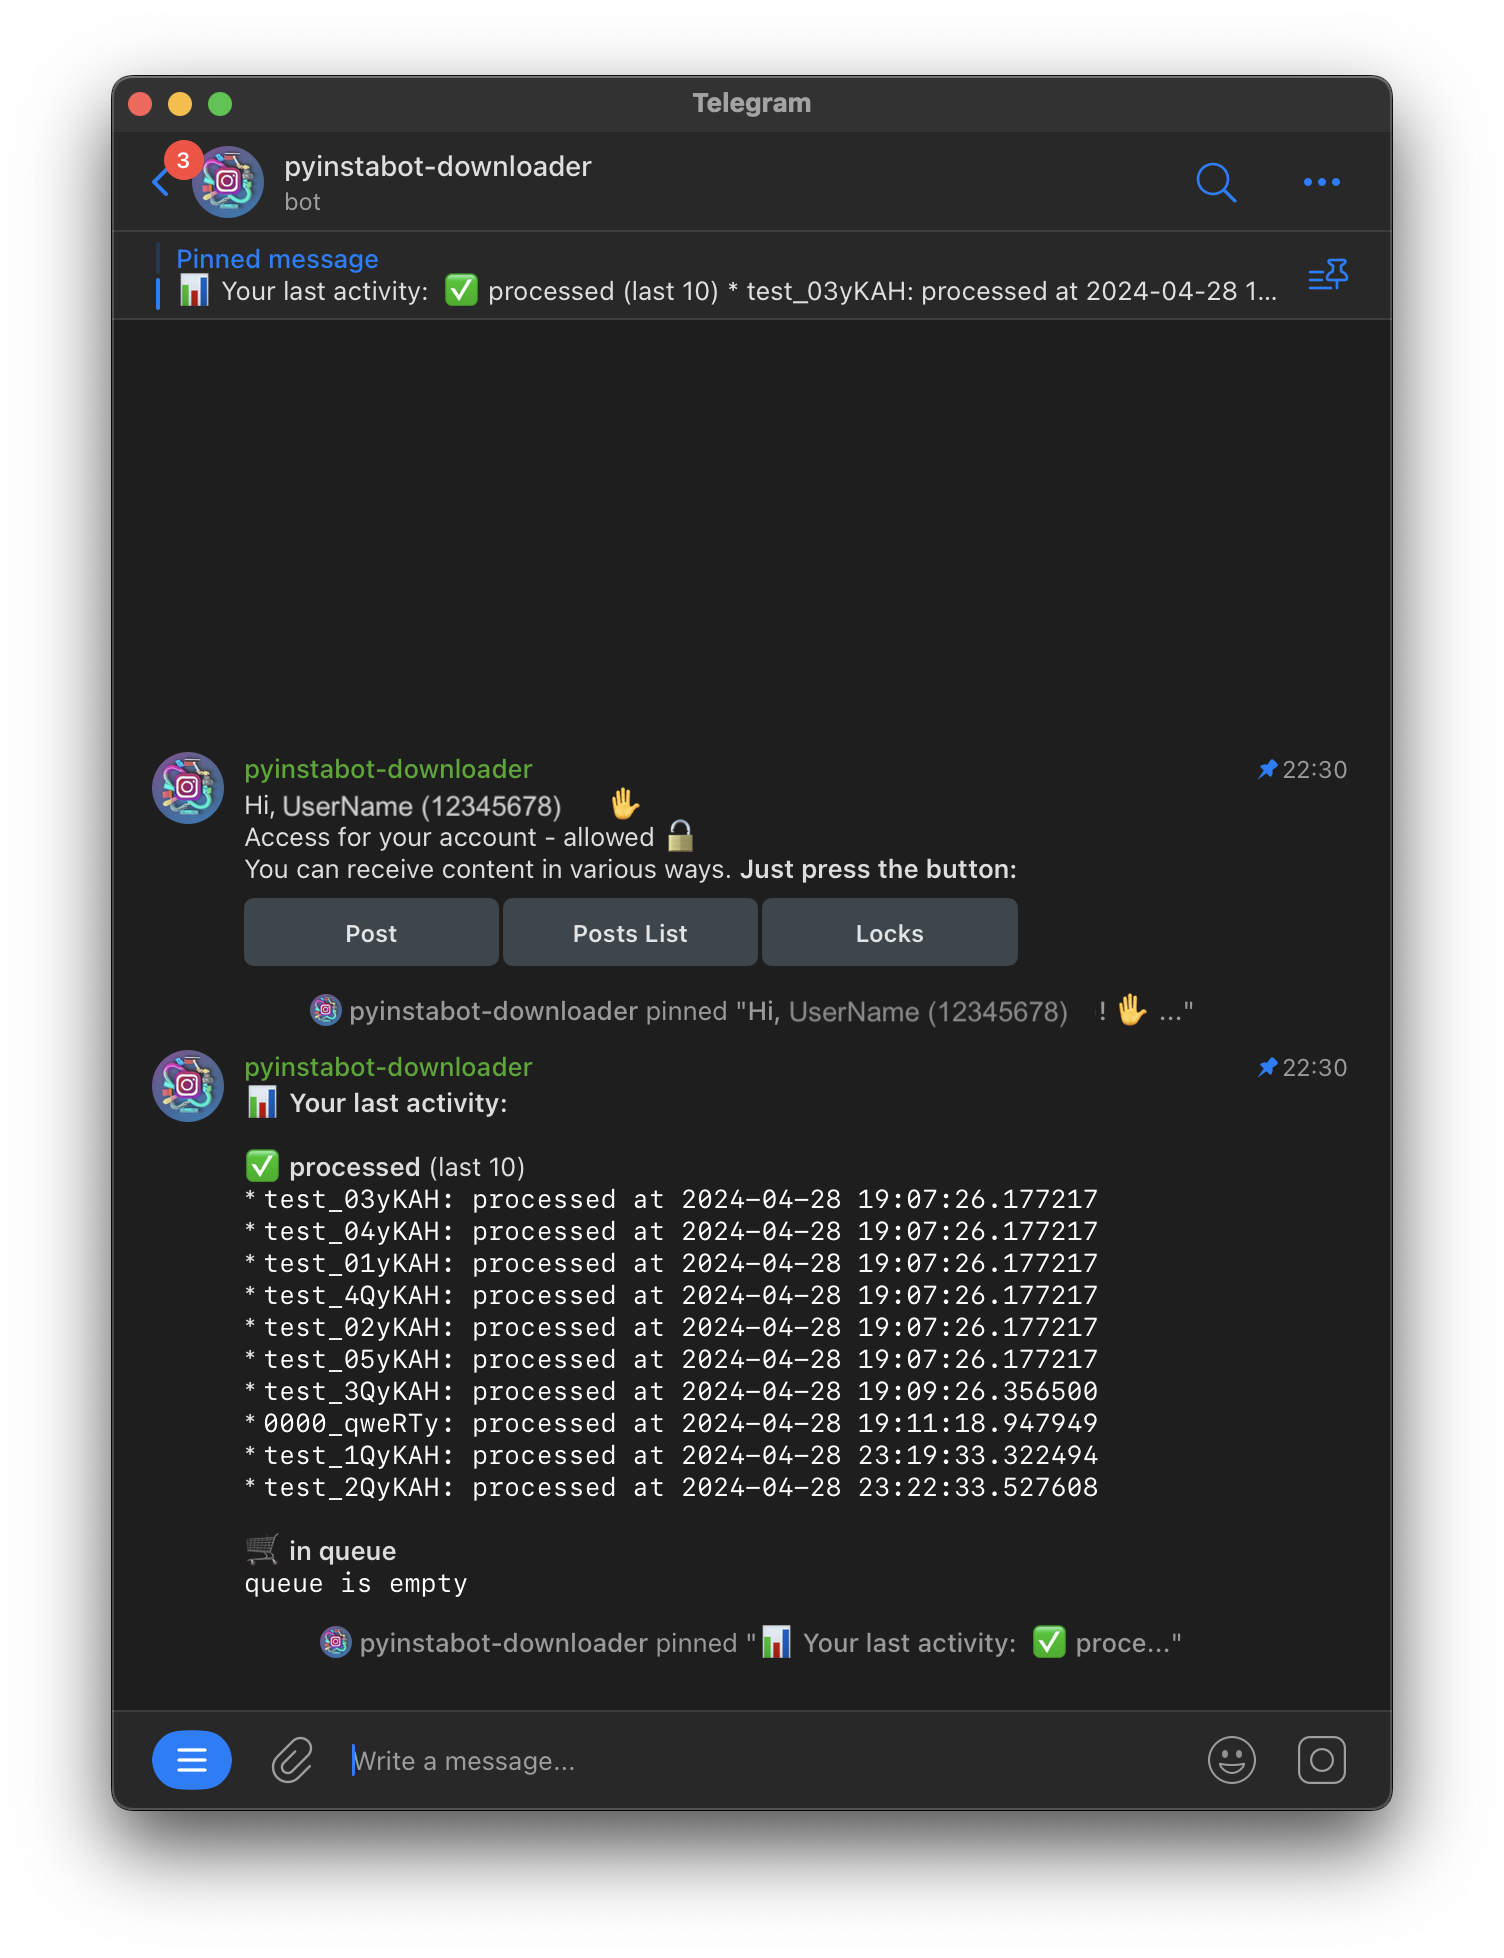 Telegram
3
pyinstabot-downloader
bot
Pinned message
📊 Your last activity: ✅ processed (last 10) * test_03yKAH: processed at 2024-04-28 1...
pyinstabot-downloader 22:30
Hi, UserName (12345678) 🖐
Access for your account - allowed 🔓
You can receive content in various ways. Just press the button:
Post Posts List Locks
pyinstabot-downloader pinned "Hi, UserName (12345678) ! 🖐 ..."
pyinstabot-downloader 22:30
📊 Your last activity:
✅ processed (last 10)
* test_03yKAH: processed at 2024-04-28 19:07:26.177217
* test_04yKAH: processed at 2024-04-28 19:07:26.177217
* test_01yKAH: processed at 2024-04-28 19:07:26.177217
* test_4QyKAH: processed at 2024-04-28 19:07:26.177217
* test_02yKAH: processed at 2024-04-28 19:07:26.177217
* test_05yKAH: processed at 2024-04-28 19:07:26.177217
* test_3QyKAH: processed at 2024-04-28 19:09:26.356500
* 0000_qweRTy: processed at 2024-04-28 19:11:18.947949
* test_1QyKAH: processed at 2024-04-28 23:19:33.322494
* test_2QyKAH: processed at 2024-04-28 23:22:33.527608
🛒 in queue
queue is empty
pyinstabot-downloader pinned "📊 Your last activity: ✅ proce..."
Write a message...